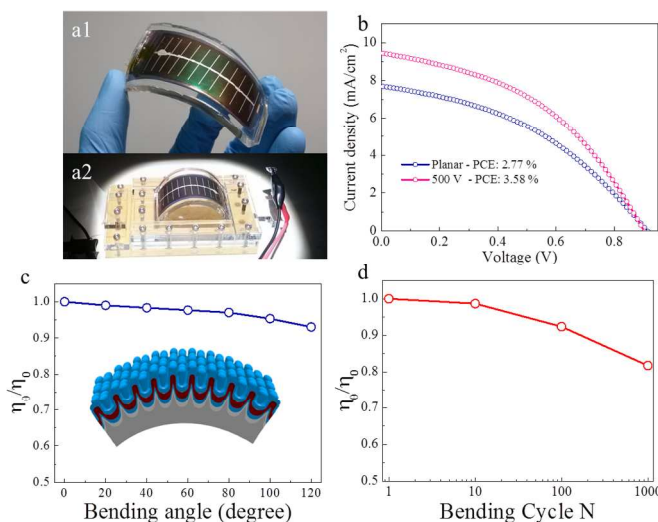 a1
a2
b
Current density (mA/cm²)
10
8
6
4
2
0
Planar - PCE: 2.77 %
500 V - PCE: 3.58 %
0.0 0.2 0.4 0.6 0.8
Voltage (V)
c
η₀/η₀
1.0
0.9
0.8
0.7
0.6
0.5
0 20 40 60 80 100 120
Bending angle (degree)
d
η₀/η₀
1.0
0.9
0.8
0.7
0.6
0.5
1 10 100 1000
Bending Cycle N